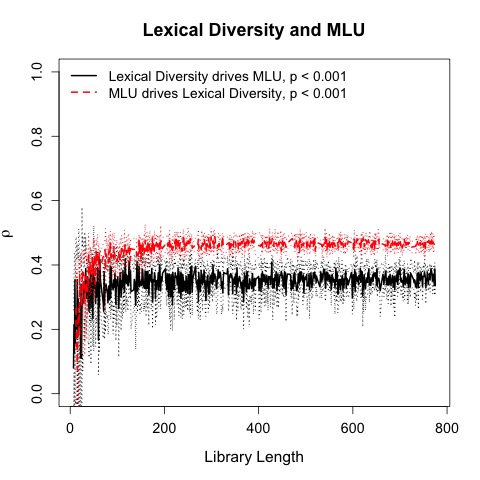 Lexical Diversity and MLU
Lexical Diversity drives MLU, p < 0.001
MLU drives Lexical Diversity, p < 0.001
1.0
0.8
0.6
ρ
0.4
0.2
0.0
0 200 400 600 800
Library Length